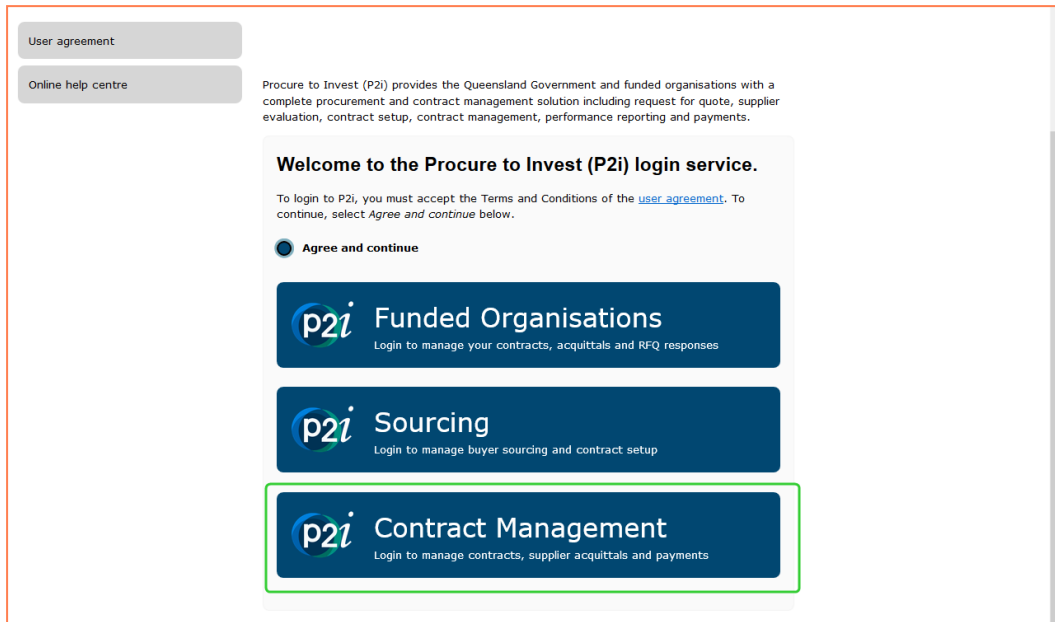 User agreement
Online help centre
Procure to Invest (P2i) provides the Queensland Government and funded organisations with a
complete procurement and contract management solution including request for quote, supplier
evaluation, contract setup, contract management, performance reporting and payments.
Welcome to the Procure to Invest (P2i) login service.
To login to P2i, you must accept the Terms and Conditions of the user agreement. To
continue, select Agree and continue below.
Agree and continue
p2i
Funded Organisations
Login to manage your contracts, acquittals and RFQ responses
p2i
Sourcing
Login to manage buyer sourcing and contract setup
p2i
Contract Management
Login to manage contracts, supplier acquittals and payments